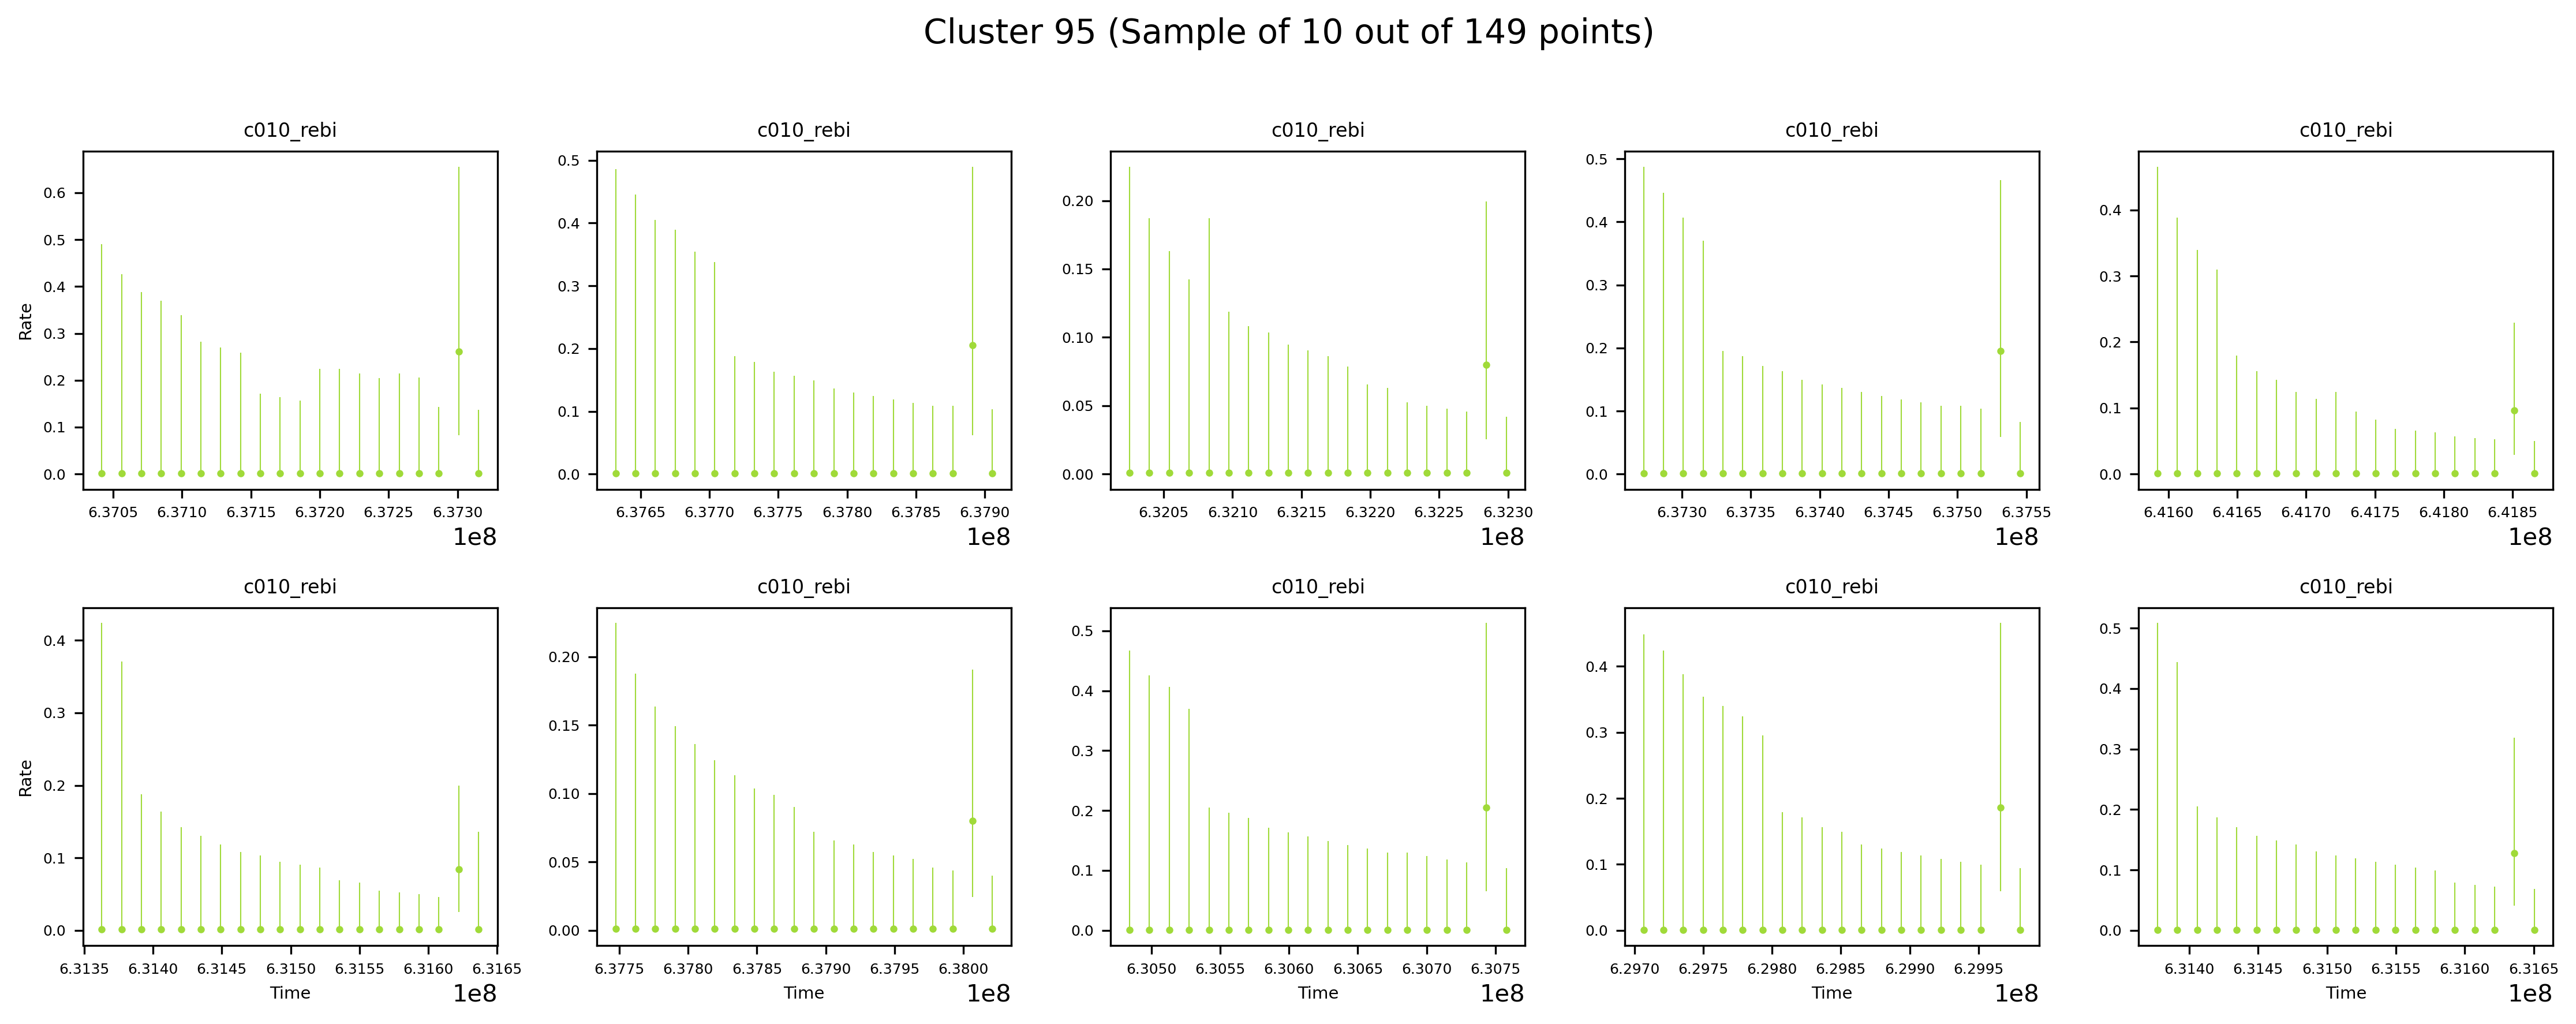 Cluster 95 (Sample of 10 out of 149 points)
c010_rebi c010_rebi c010_rebi c010_rebi c010_rebi
Rate
0.6 0.5 0.4 0.3 0.2 0.1 0.0
0.5 0.4 0.3 0.2 0.1 0.0
0.20 0.15 0.10 0.05 0.00
0.5 0.4 0.3 0.2 0.1 0.0
0.4 0.3 0.2 0.1 0.0
6.3705 6.3710 6.3715 6.3720 6.3725 6.3730
6.3765 6.3770 6.3775 6.3780 6.3785 6.3790
6.3205 6.3210 6.3215 6.3220 6.3225 6.3230
6.3730 6.3735 6.3740 6.3745 6.3750 6.3755
6.4160 6.4165 6.4170 6.4175 6.4180 6.4185
1e8 1e8 1e8 1e8 1e8
c010_rebi c010_rebi c010_rebi c010_rebi c010_rebi
Rate
0.4 0.3 0.2 0.1 0.0
0.20 0.15 0.10 0.05 0.00
0.5 0.4 0.3 0.2 0.1 0.0
0.4 0.3 0.2 0.1 0.0
0.5 0.4 0.3 0.2 0.1 0.0
6.3135 6.3140 6.3145 6.3150 6.3155 6.3160 6.3165
6.3775 6.3780 6.3785 6.3790 6.3795 6.3800
6.3050 6.3055 6.3060 6.3065 6.3070 6.3075
6.2970 6.2975 6.2980 6.2985 6.2990 6.2995
6.3140 6.3145 6.3150 6.3155 6.3160 6.3165
Time Time Time Time Time
1e8 1e8 1e8 1e8 1e8